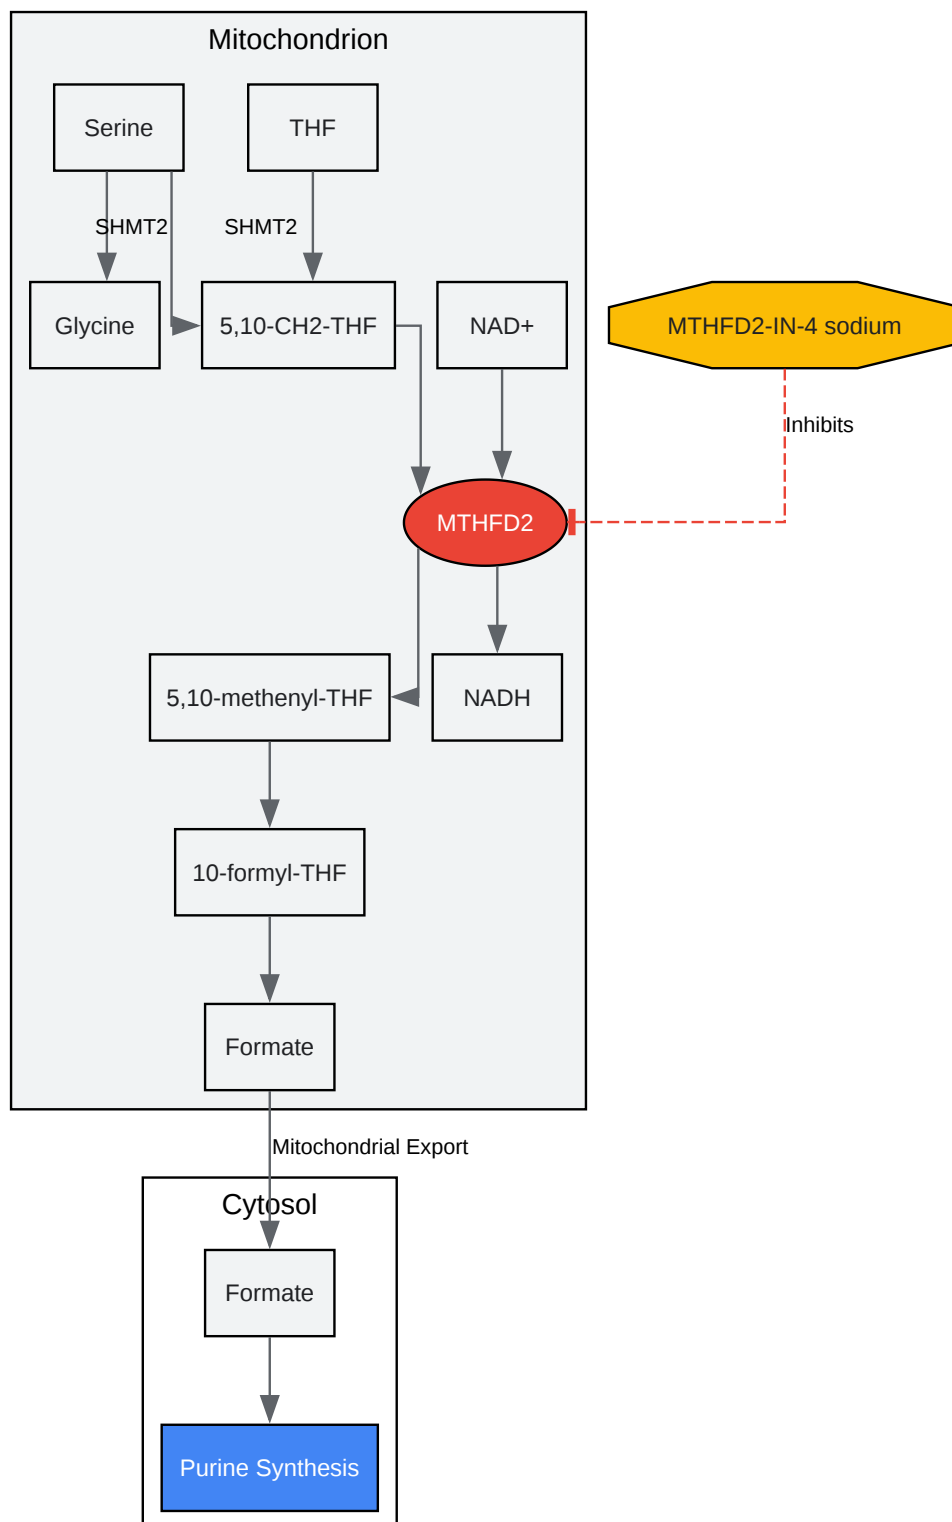 Mitochondrion
Serine
THF
SHMT2
SHMT2
Glycine
5,10-CH2-THF
NAD+
MTHFD2-IN-4 sodium
Inhibits
MTHFD2
5,10-methenyl-THF
NADH
10-formyl-THF
Formate
Mitochondrial Export
Cytosol
Formate
Purine Synthesis